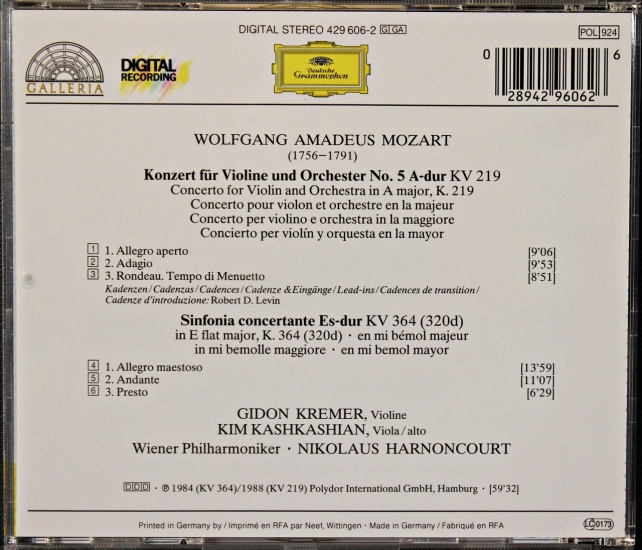 DIGITAL STEREO 429 606-2 GIGA
POL 924
GALLERIA
DIGITAL
RECORDING
Deutsche
Grammophon
0 28942 96062 6
WOLFGANG AMADEUS MOZART
(1756–1791)
Konzert für Violine und Orchester No. 5 A-dur KV 219
Concerto for Violin and Orchestra in A major, K. 219
Concerto pour violon et orchestre en la majeur
Concerto per violino e orchestra in la maggiore
Concierto per violín y orquesta en la mayor
1 1. Allegro aperto [9'06]
2 2. Adagio [9'53]
3 3. Rondeau. Tempo di Menuetto [8'51]
Kadenzen/Cadenzas/Cadences/Cadenze &Eingänge/Lead-ins/Cadences de transition/
Cadenze d'introduzione: Robert D. Levin
Sinfonia concertante Es-dur KV 364 (320d)
in E flat major, K. 364 (320d) · en mi bémol majeur
in mi bemolle maggiore · en mi bemol mayor
4 1. Allegro maestoso [13'59]
5 2. Andante [11'07]
6 3. Presto [6'29]
GIDON KREMER, Violine
KIM KASHKASHIAN, Viola/alto
Wiener Philharmoniker · NIKOLAUS HARNONCOURT
DDD · ℗ 1984 (KV 364)/1988 (KV 219) Polydor International GmbH, Hamburg · [59'32]
Printed in Germany by / Imprimé en RFA par Neef, Wittingen · Made in Germany / Fabriqué en RFA
LC 0173